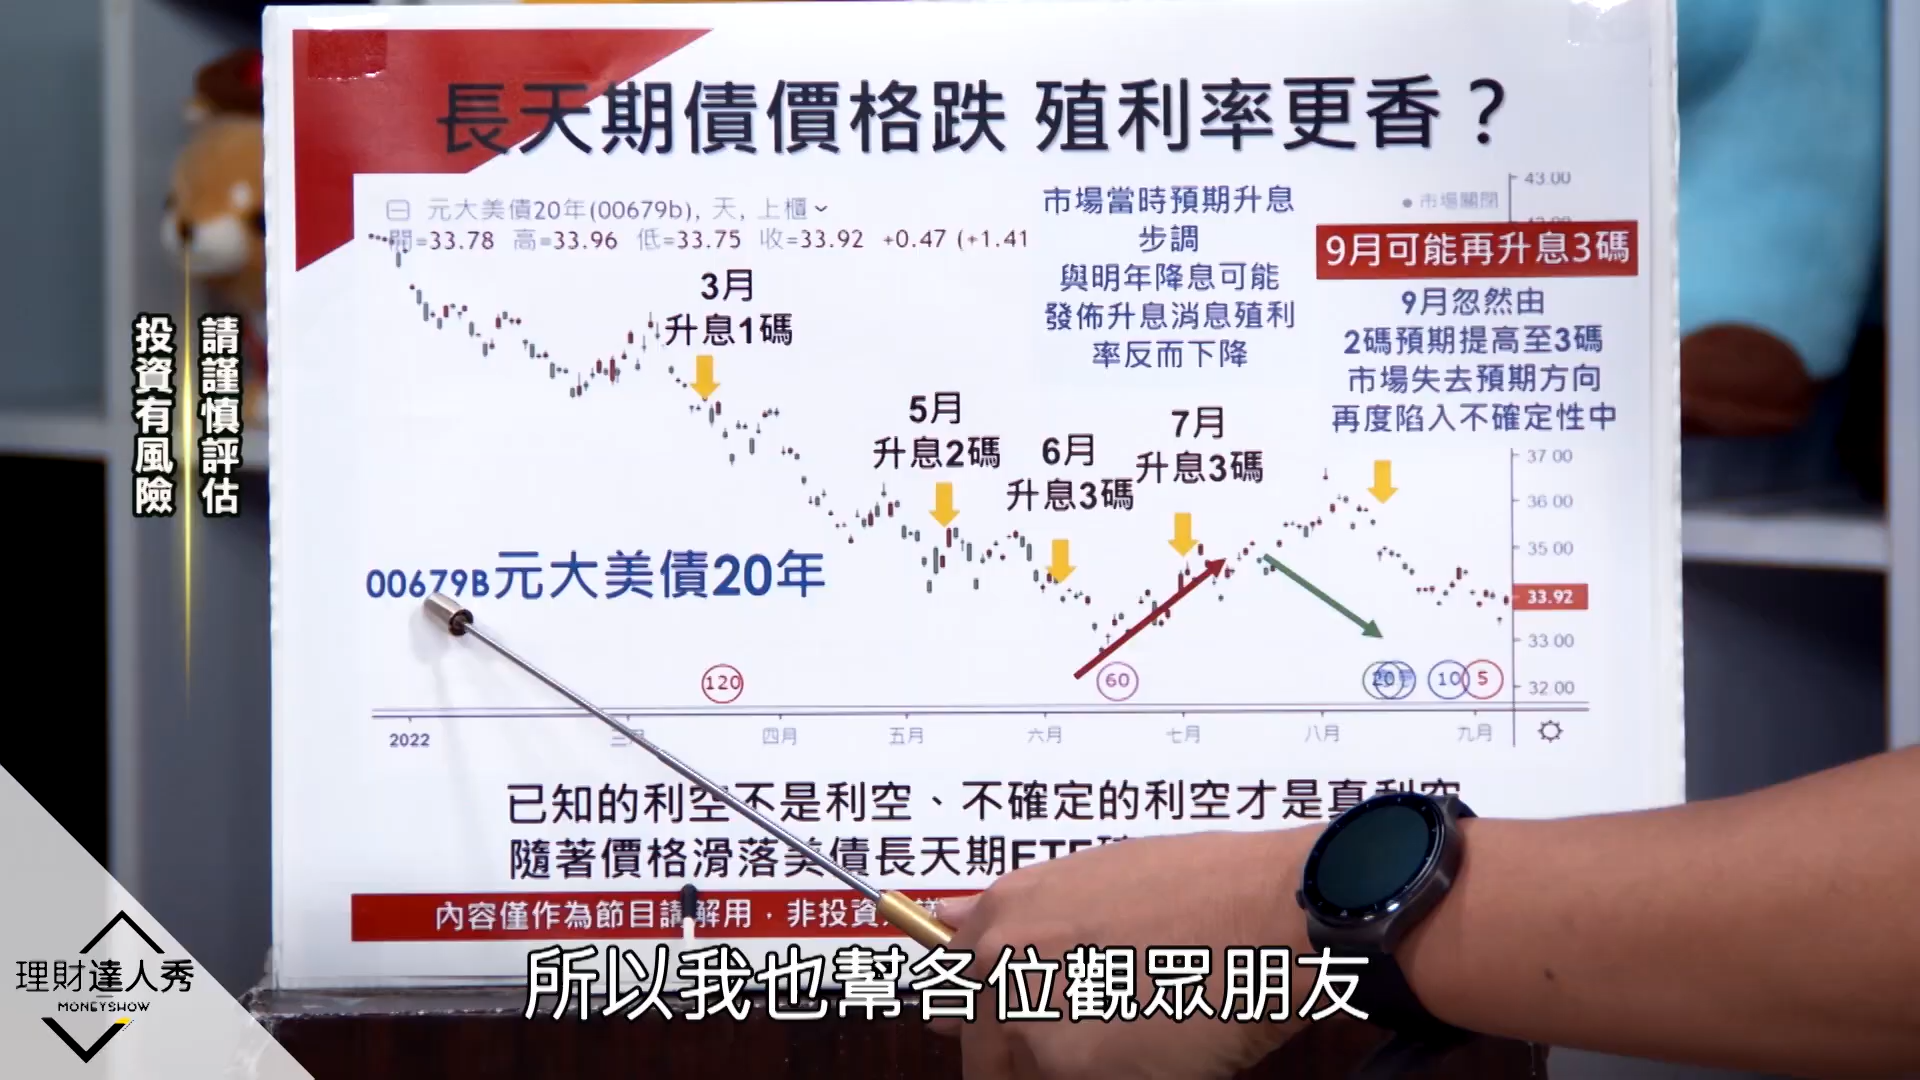 長天期債價格跌 殖利率更香？
元大美債20年(00679b), 天, 上櫃
開=33.78 高=33.96 低=33.75 收=33.92 +0.47 (+1.41
市場關閉
43.00
市場當時預期升息
步調
與明年降息可能
發佈升息消息殖利
率反而下降
9月可能再升息3碼
9月忽然由
2碼預期提高至3碼
市場失去預期方向
再度陷入不確定性中
3月
升息1碼
5月
升息2碼
6月
升息3碼
7月
升息3碼
37.00
36.00
35.00
33.92
33.00
32.00
00679B元大美債20年
120
60
20
10
5
2022
三月
四月
五月
六月
七月
八月
九月
已知的利空不是利空、不確定的利空才是真利空
隨著價格滑落美債長天期ETF
內容僅作為節目講解用，非投資
請謹慎評估
投資有風險
理財達人秀
MONEYSHOW
所以我也幫各位觀眾朋友